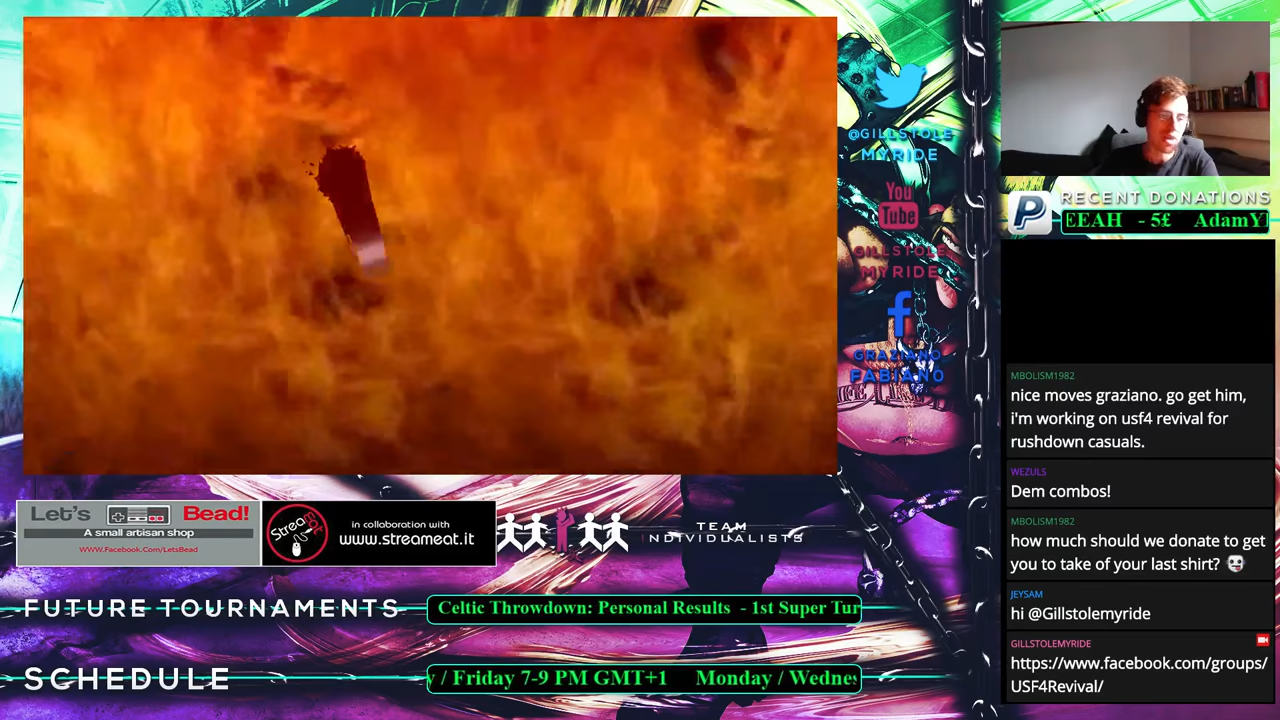 @GILLSTOLE
MYRIDE
You
Tube
GILLSTOLE
MYRIDE
GRAZIANO
FABIANO
RECENT DONATIONS
EEAH - 5£ AdamY
MBOLISM1982
nice moves graziano. go get him,
i'm working on usf4 revival for
rushdown casuals.
WEZULS
Dem combos!
MBOLISM1982
how much should we donate to get
you to take of your last shirt?
JEYSAM
hi @Gillstolemyride
GILLSTOLEMYRIDE
https://www.facebook.com/groups/
USF4Revival/
Let's Bead!
A small artisan shop
WWW.Facebook.Com/LetsBead
in collaboration with
www.streameat.it
TEAM
INDIVIDUALISTS
FUTURE TOURNAMENTS
Celtic Throwdown: Personal Results - 1st Super Tur
SCHEDULE
/ Friday 7-9 PM GMT+1 Monday / Wednes